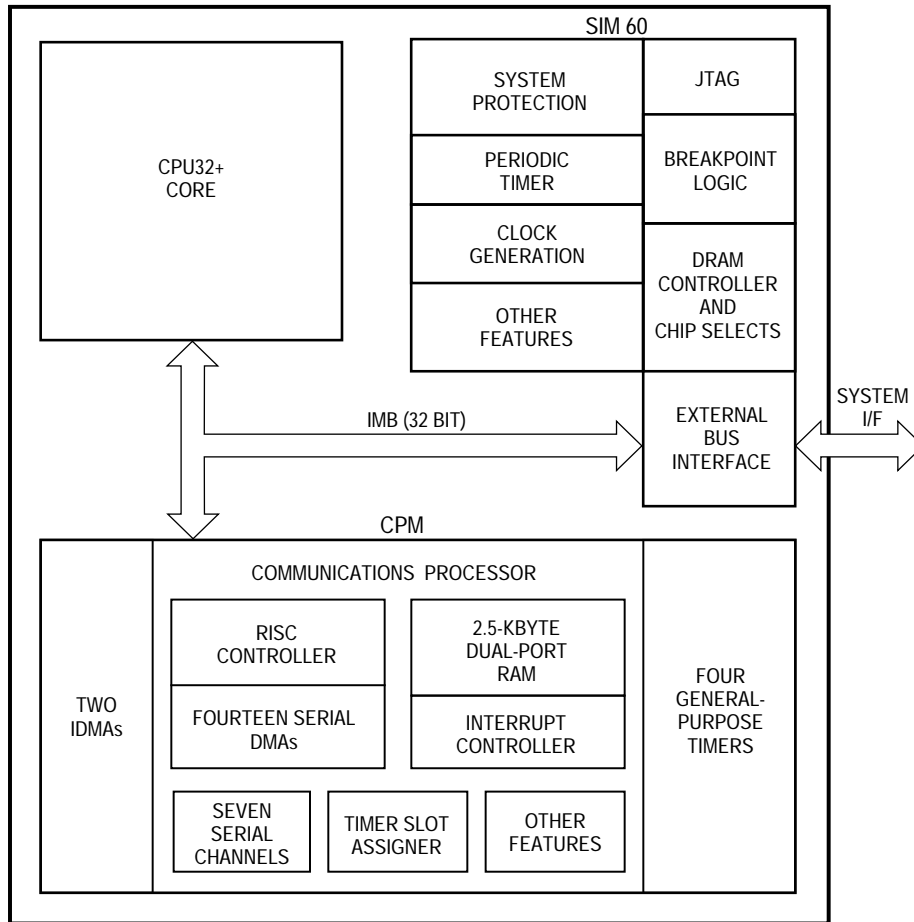 SIM 60
CPU32+
CORE
SYSTEM
PROTECTION
JTAG
PERIODIC
TIMER
BREAKPOINT
LOGIC
CLOCK
GENERATION
DRAM
CONTROLLER
AND
CHIP SELECTS
OTHER
FEATURES
IMB (32 BIT)
EXTERNAL
BUS
INTERFACE
SYSTEM
I/F
CPM
TWO
IDMAs
COMMUNICATIONS PROCESSOR
RISC
CONTROLLER
2.5-KBYTE
DUAL-PORT
RAM
FOURTEEN SERIAL
DMAs
INTERRUPT
CONTROLLER
SEVEN
SERIAL
CHANNELS
TIMER SLOT
ASSIGNER
OTHER
FEATURES
FOUR
GENERAL-
PURPOSE
TIMERS